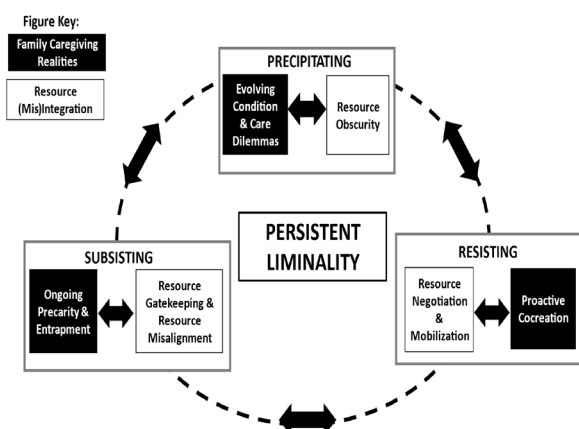 Figure Key:
Family Caregiving
Realities
Resource
(Mis)Integration
PRECIPITATING
Evolving
Condition
& Care
Dilemmas
Resource
Obscurity
PERSISTENT
LIMINALITY
SUBSISTING
Ongoing
Precarity &
Entrapment
Resource
Gatekeeping &
Resource
Misalignment
RESISTING
Resource
Negotiation
&
Mobilization
Proactive
Cocreation